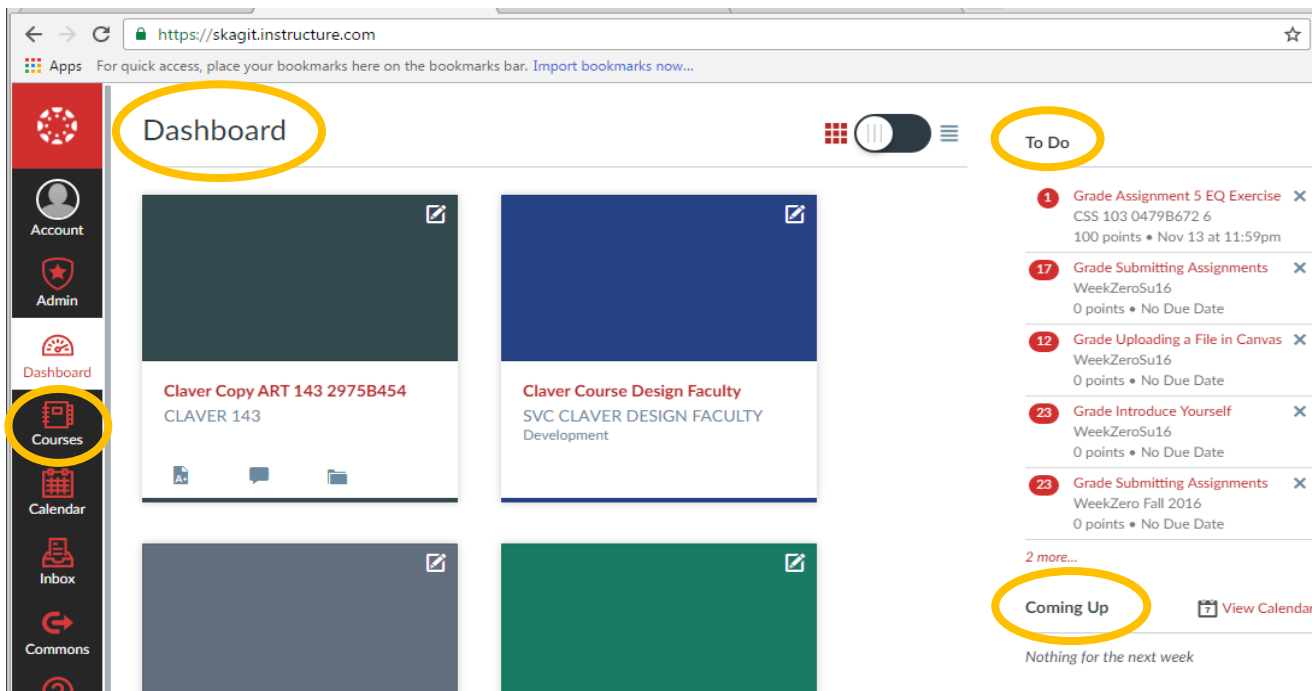 https://skagit.instructure.com
Apps For quick access, place your bookmarks here on the bookmarks bar. Import bookmarks now...
Account
Admin
Dashboard
Courses
Calendar
Inbox
Commons
Dashboard
Claver Copy ART 143 2975B454
CLAVER 143
A+
Claver Course Design Faculty
SVC CLAVER DESIGN FACULTY
Development
To Do
1 Grade Assignment 5 EQ Exercise
CSS 103 0479B672 6
100 points • Nov 13 at 11:59pm
17 Grade Submitting Assignments
WeekZeroSu16
0 points • No Due Date
12 Grade Uploading a File in Canvas
WeekZeroSu16
0 points • No Due Date
23 Grade Introduce Yourself
WeekZeroSu16
0 points • No Due Date
23 Grade Submitting Assignments
WeekZero Fall 2016
0 points • No Due Date
2 more...
Coming Up 7 View Calendar
Nothing for the next week